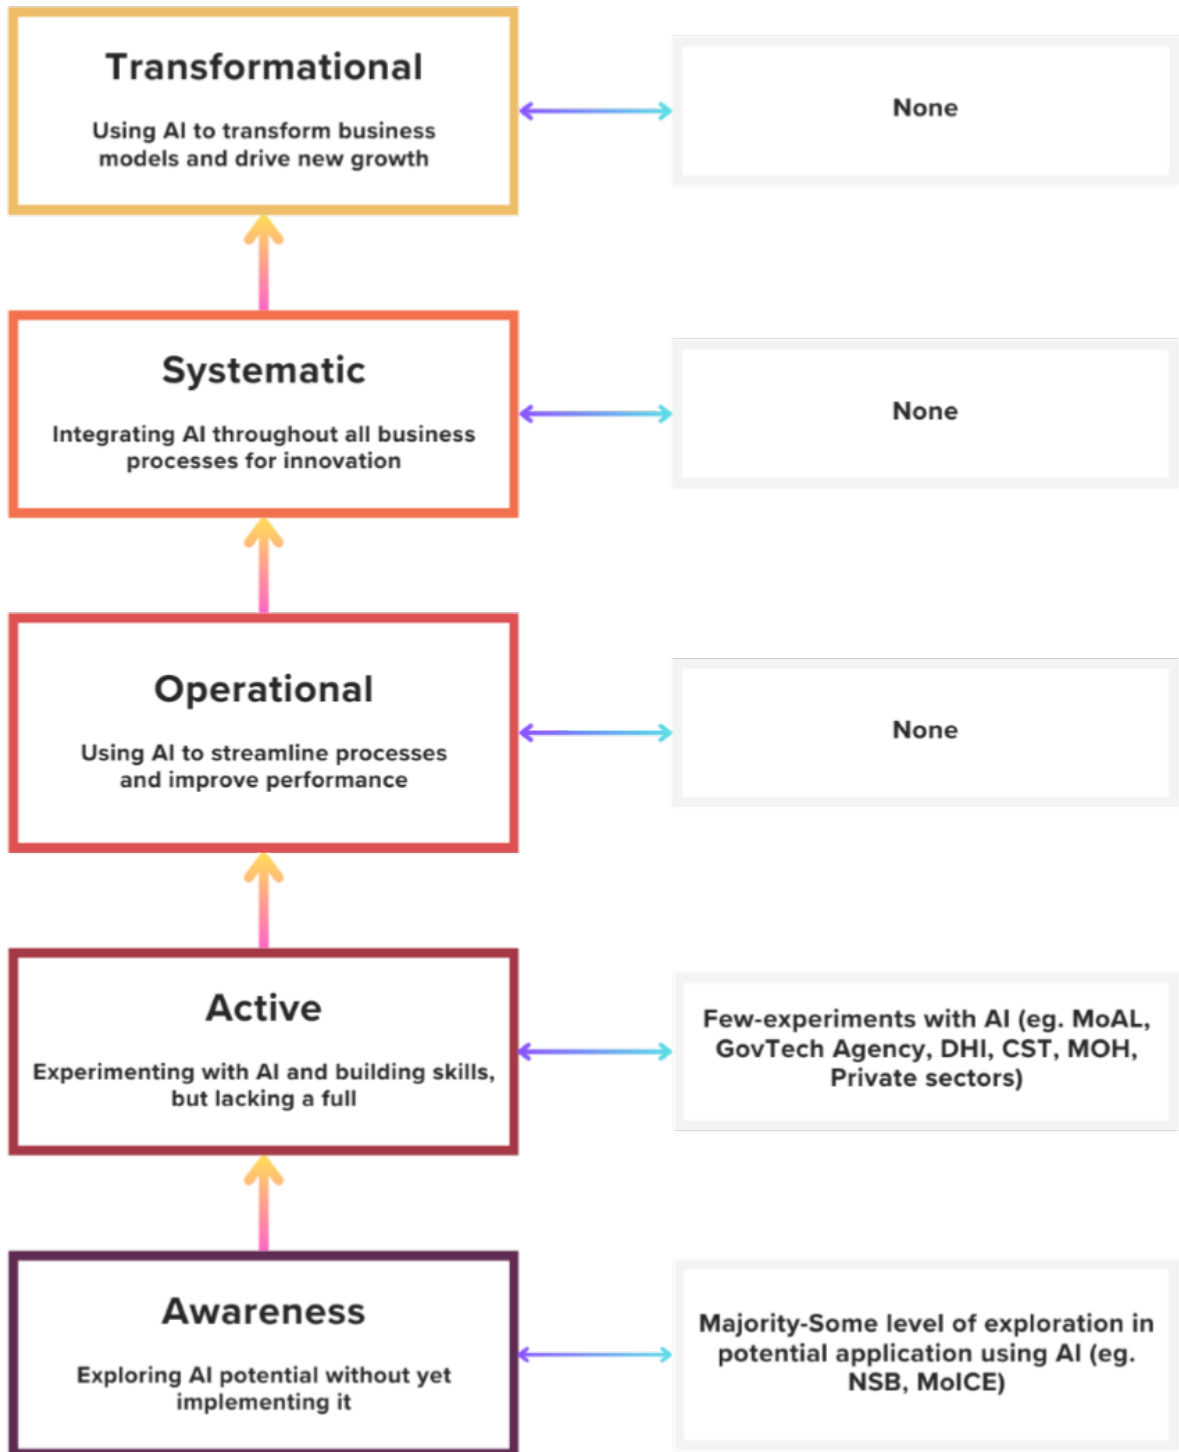 Transformational
Using AI to transform business
models and drive new growth
None
Systematic
Integrating AI throughout all business
processes for innovation
None
Operational
Using AI to streamline processes
and improve performance
None
Active
Experimenting with AI and building skills,
but lacking a full
Few-experiments with AI (eg. MoAL,
GovTech Agency, DHI, CST, MOH,
Private sectors)
Awareness
Exploring AI potential without yet
implementing it
Majority-Some level of exploration in
potential application using AI (eg.
NSB, MoICE)